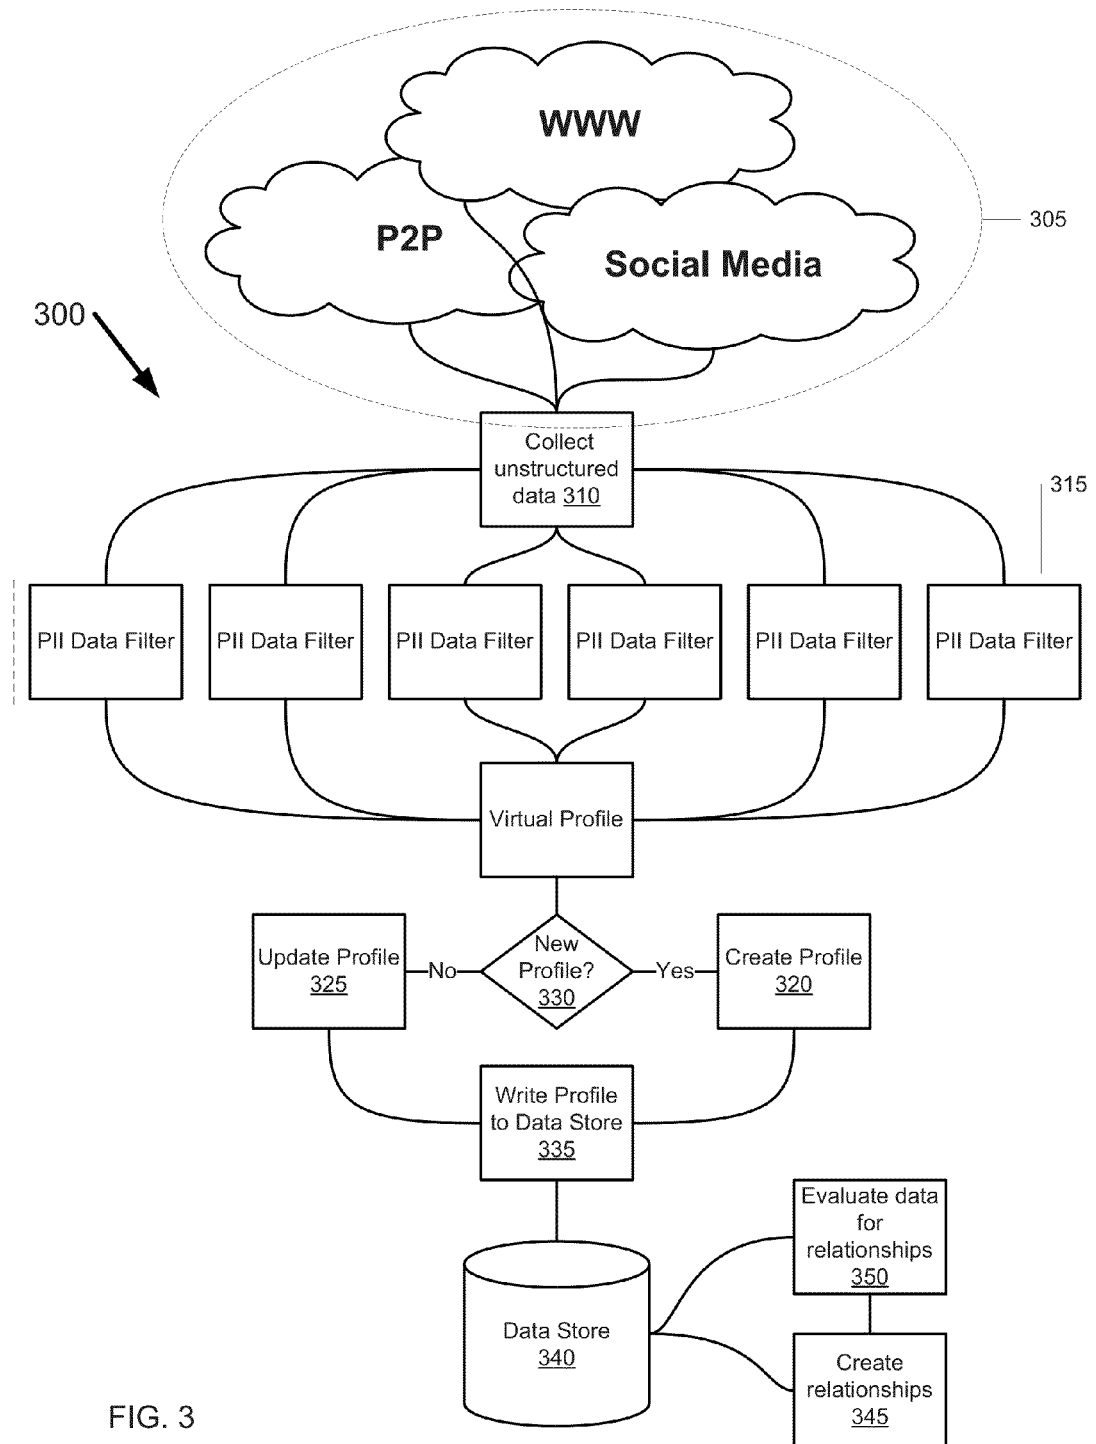 WWW
P2P
Social Media
305
300
Collect
unstructured
data 310
315
PII Data Filter
PII Data Filter
PII Data Filter
PII Data Filter
PII Data Filter
PII Data Filter
Virtual Profile
Update Profile
325
No
New
Profile?
330
Yes
Create Profile
320
Write Profile
to Data Store
335
Evaluate data
for
relationships
350
Data Store
340
Create
relationships
345
FIG. 3